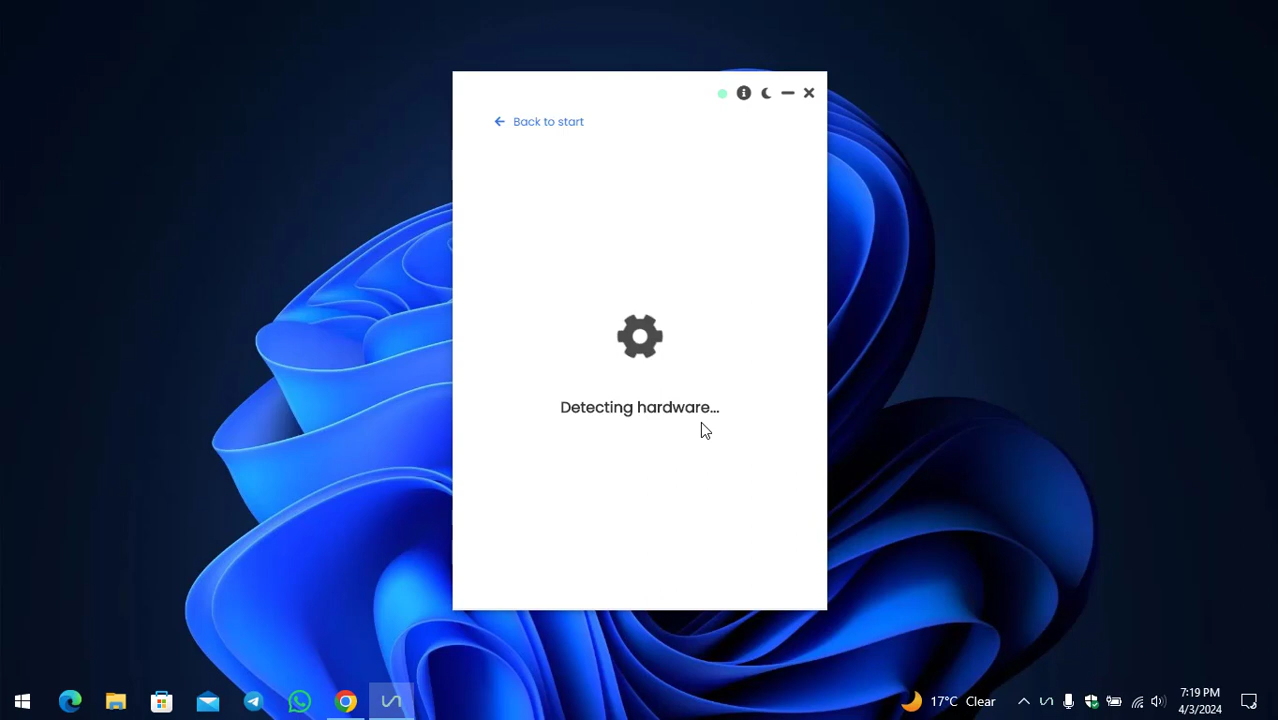 Back to start
Detecting hardware...
17°C Clear
7:19 PM
4/3/2024